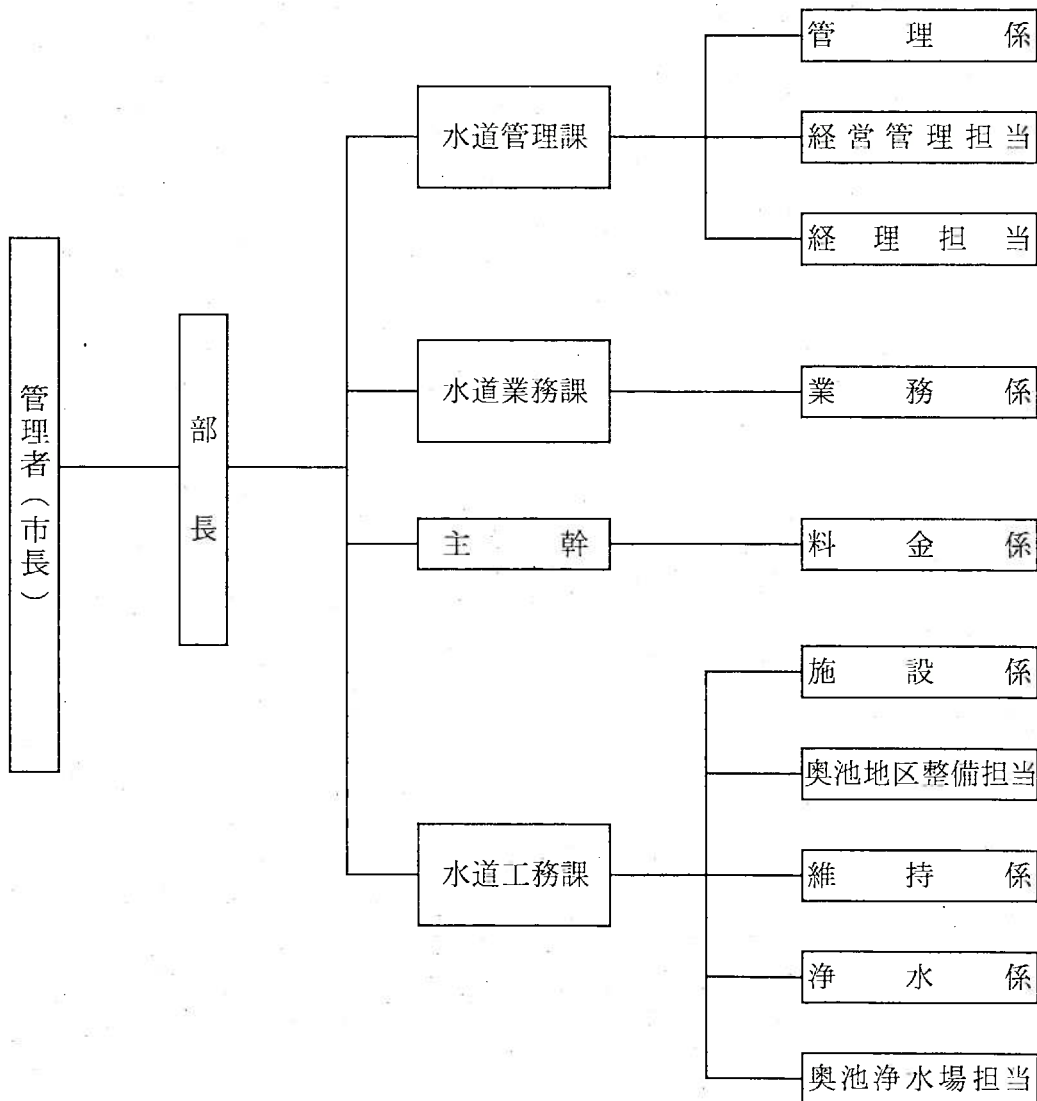 管理者(市長)
部長
水道管理課
管理係
経営管理担当
経理担当
水道業務課
業務係
主幹
料金係
水道工務課
施設係
奥池地区整備担当
維持係
浄水係
奥池浄水場担当